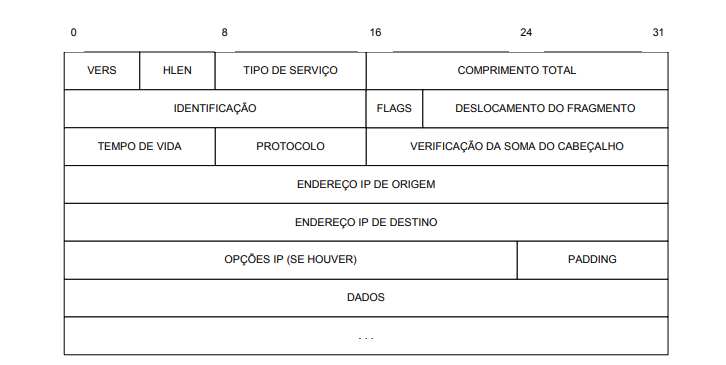 0 8 16 24 31
VERS HLEN TIPO DE SERVIÇO COMPRIMENTO TOTAL
IDENTIFICAÇÃO FLAGS DESLOCAMENTO DO FRAGMENTO
TEMPO DE VIDA PROTOCOLO VERIFICAÇÃO DA SOMA DO CABEÇALHO
ENDEREÇO IP DE ORIGEM
ENDEREÇO IP DE DESTINO
OPÇÕES IP (SE HOUVER) PADDING
DADOS
. . .